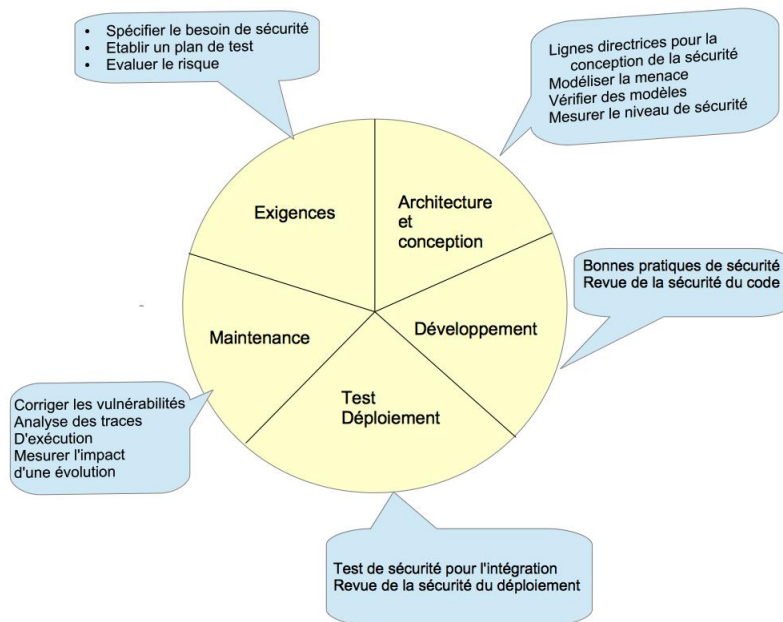 • Spécifier le besoin de sécurité
• Etablir un plan de test
• Evaluer le risque
Lignes directrices pour la
conception de la sécurité
Modéliser la menace
Vérifier des modèles
Mesurer le niveau de sécurité
Exigences
Architecture
et
conception
Bonnes pratiques de sécurité
Revue de la sécurité du code
Développement
Maintenance
Test
Déploiement
Corriger les vulnérabilités
Analyse des traces
D'exécution
Mesurer l'impact
d'une évolution
Test de sécurité pour l'intégration
Revue de la sécurité du déploiement